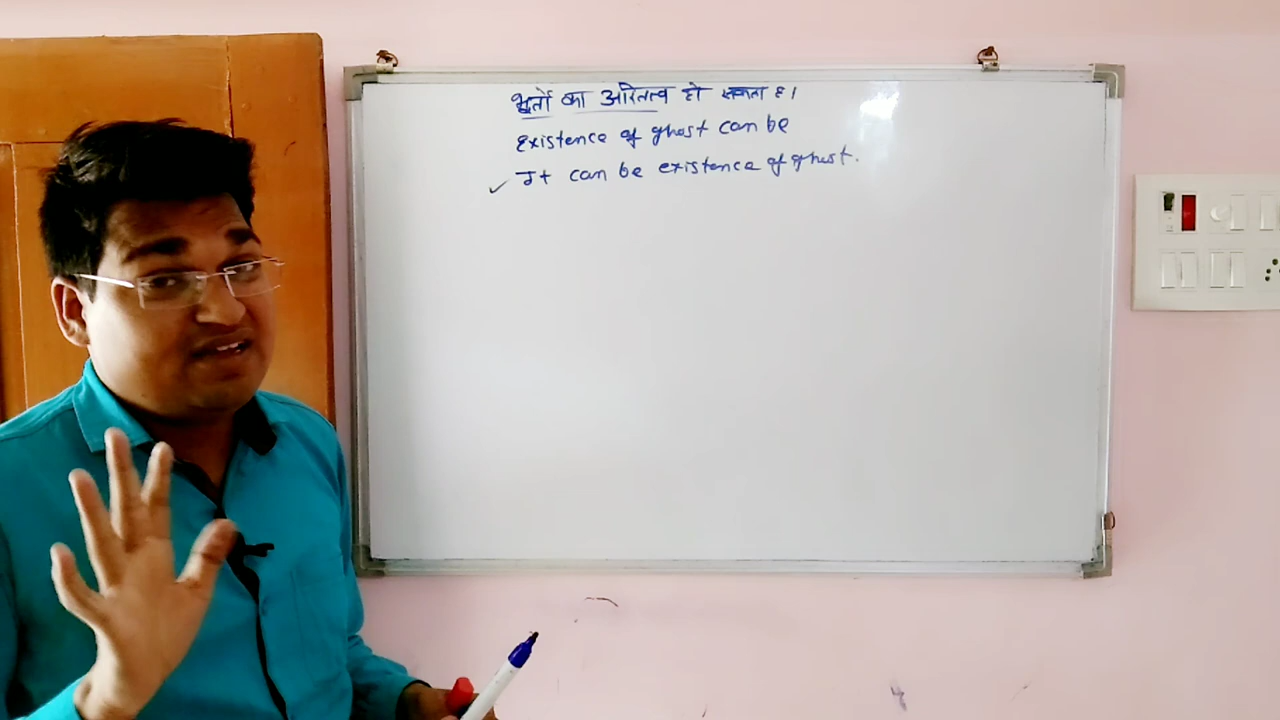 भूतों का अस्तित्व हो सकता है।
Existence of ghost can be
✓ It can be existence of ghost.